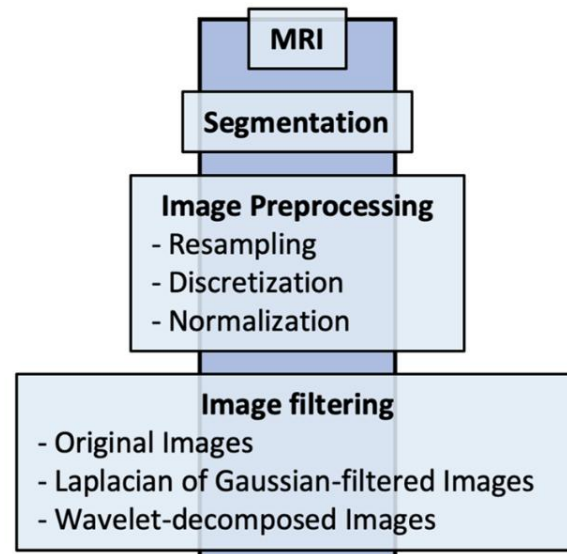 MRI
Segmentation
Image Preprocessing
- Resampling
- Discretization
- Normalization
Image filtering
- Original Images
- Laplacian of Gaussian-filtered Images
- Wavelet-decomposed Images